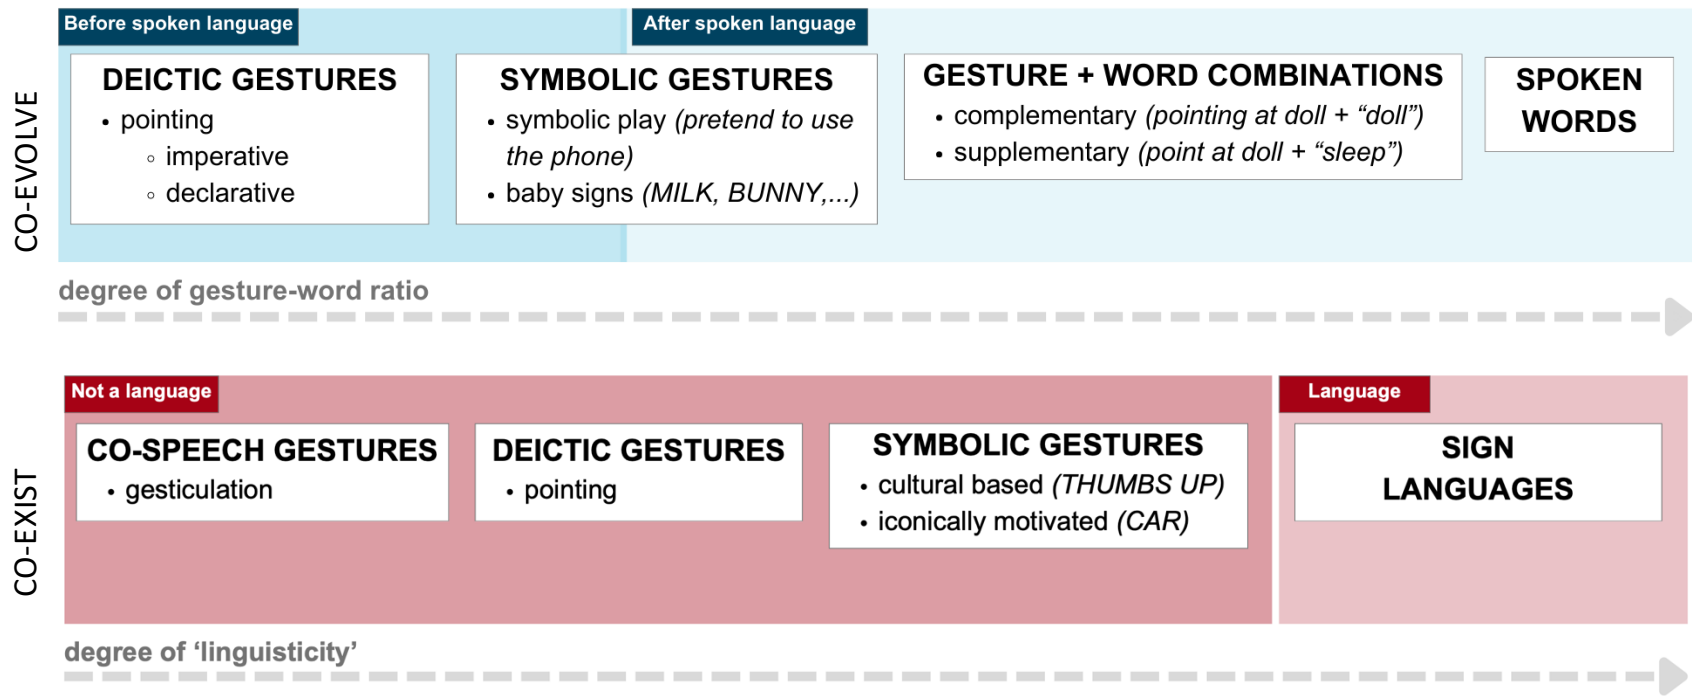 CO-EVOLVE
Before spoken language
After spoken language
DEICTIC GESTURES
• pointing
◦ imperative
◦ declarative
SYMBOLIC GESTURES
• symbolic play (pretend to use
the phone)
• baby signs (MILK, BUNNY,...)
GESTURE + WORD COMBINATIONS
• complementary (pointing at doll + “doll”)
• supplementary (point at doll + “sleep”)
SPOKEN
WORDS
degree of gesture-word ratio
CO-EXIST
Not a language
Language
CO-SPEECH GESTURES
• gesticulation
DEICTIC GESTURES
• pointing
SYMBOLIC GESTURES
• cultural based (THUMBS UP)
• iconically motivated (CAR)
SIGN
LANGUAGES
degree of ‘linguisticity’